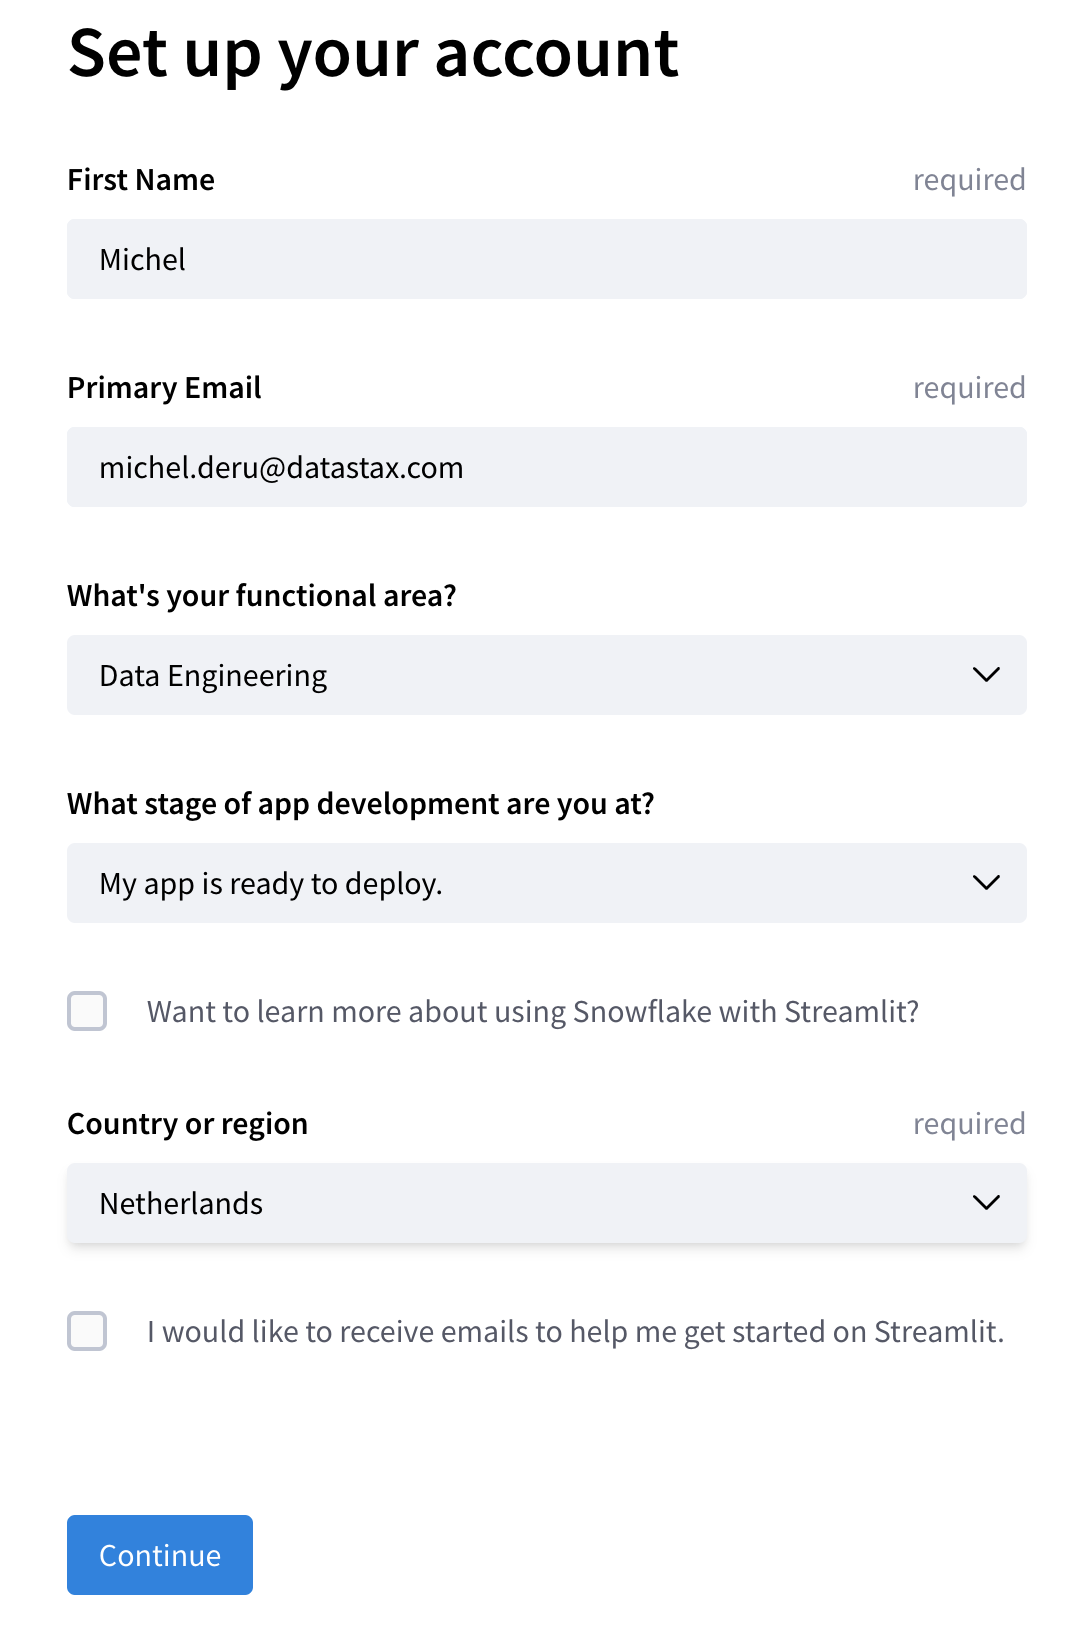 Set up your account
First Name required
Michel
Primary Email required
michel.deru@datastax.com
What's your functional area?
Data Engineering
What stage of app development are you at?
My app is ready to deploy.
Want to learn more about using Snowflake with Streamlit?
Country or region required
Netherlands
I would like to receive emails to help me get started on Streamlit.
Continue